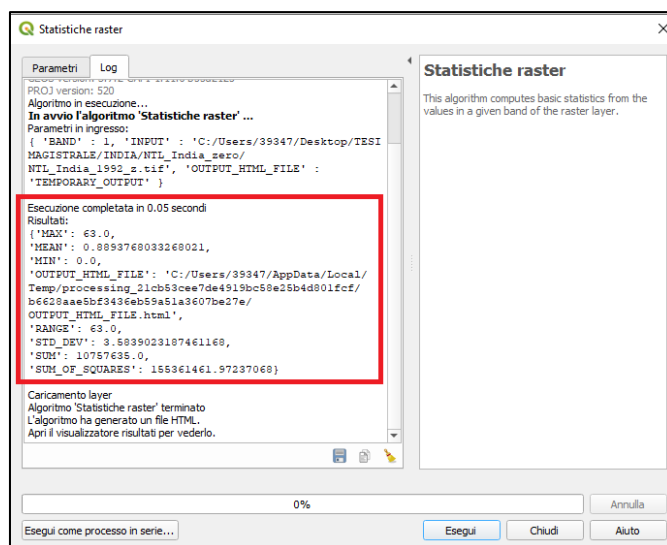 Statistiche raster
Parametri
Log
PROJ version: 520
Algoritmo in esecuzione...
In avvio l'algoritmo 'Statistiche raster'...
Parametri in ingresso:
{ 'BAND' : 1, 'INPUT' : 'C:/Users/39347/Desktop/TESI
MAGISTRALE/INDIA/NTL_India_zero/
NTL_India_1992_z.tif', 'OUTPUT_HTML_FILE' :
'TEMPORARY_OUTPUT' }
Esecuzione completata in 0.05 secondi
Risultati:
{'MAX': 63.0,
'MEAN': 0.8893768033268021,
'MIN': 0.0,
'OUTPUT_HTML_FILE': 'C:/Users/39347/AppData/Local/
Temp/processing_21cb53cee7de4919bc58e25b4d801fcf/
b6628aae5bf3436eb59a51a3607be27e/
OUTPUT_HTML_FILE.html',
'RANGE': 63.0,
'STD_DEV': 3.5839023187461168,
'SUM': 10757635.0,
'SUM_OF_SQUARES': 155361461.97237068}
Caricamento layer
Algoritmo 'Statistiche raster' terminato
L'algoritmo ha generato un file HTML.
Apri il visualizzatore risultati per vederlo.
Statistiche raster
This algorithm computes basic statistics from the
values in a given band of the raster layer.
0%
Annulla
Esegui come processo in serie...
Esegui
Chiudi
Aiuto